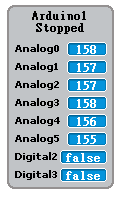 Arduino1
Stopped
Analog0 158
Analog1 157
Analog2 157
Analog3 158
Analog4 156
Analog5 155
Digital2 false
Digital3 false